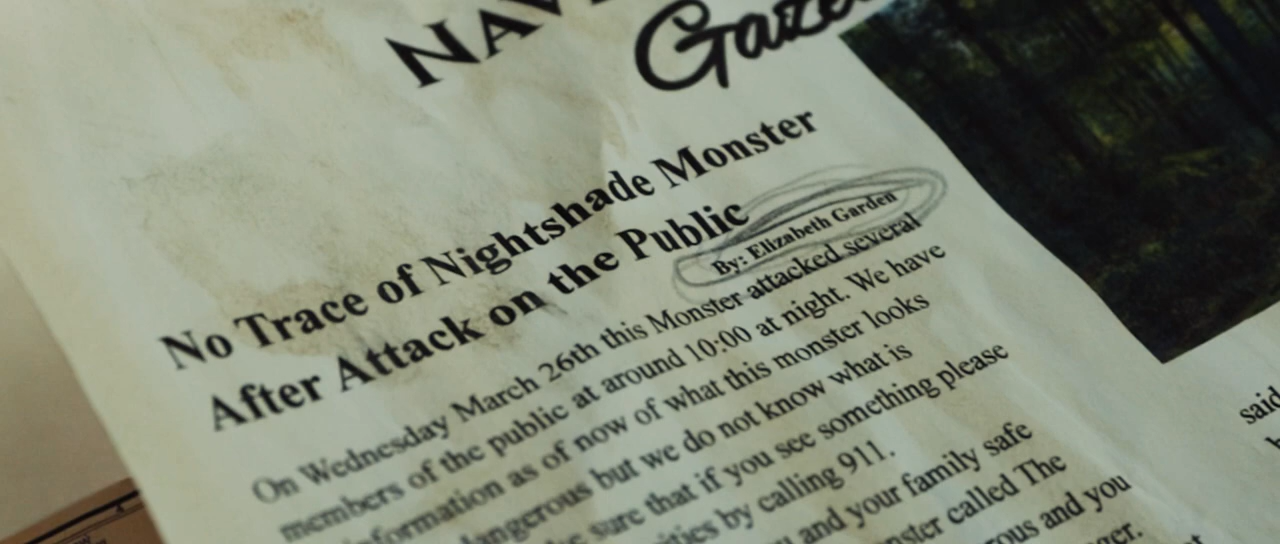 Gaze
No Trace of Nightshade Monster
After Attack on the Public
By: Elizabeth Garden
On Wednesday March 26th this Monster attacked several
members of the public at around 10:00 at night. We have
information as of now of what this monster looks
dangerous but we do not know what is
sure that if you see something please
by calling 911.
and your family safe
called The
and you
said